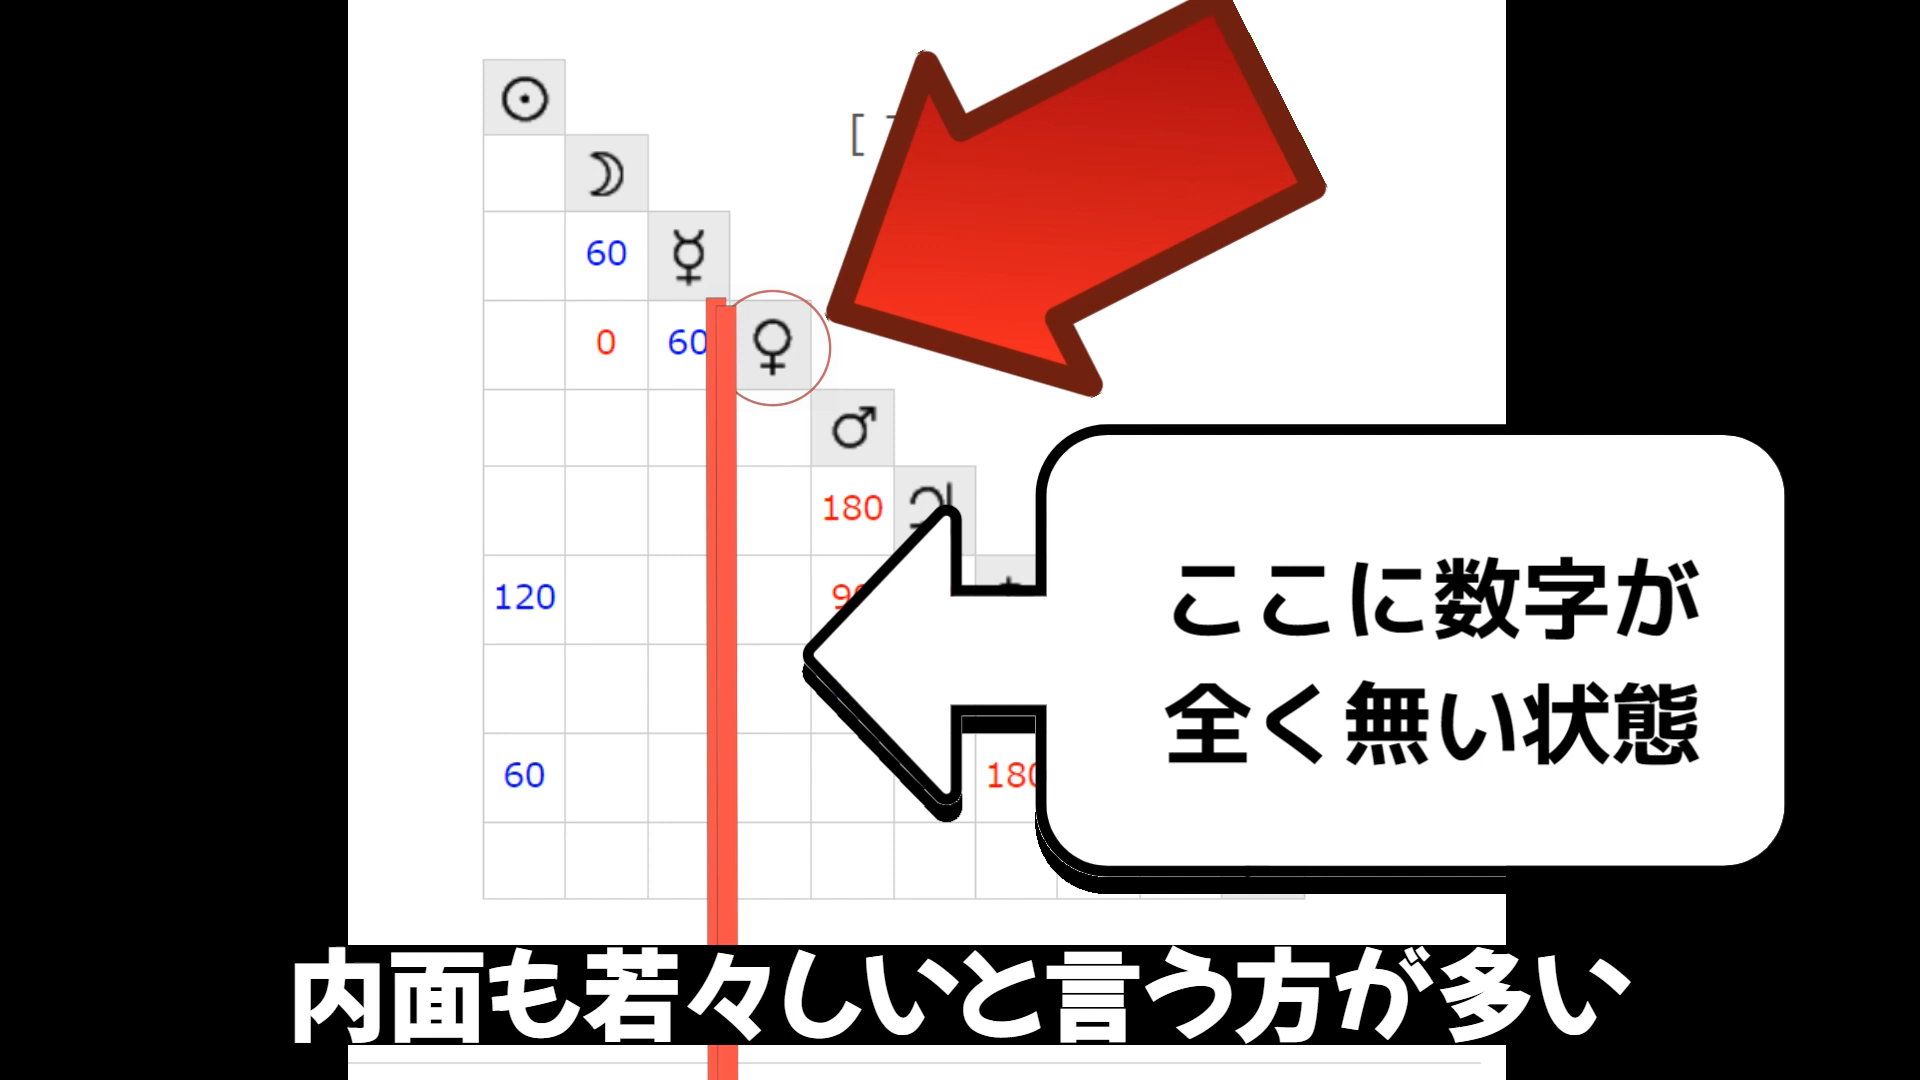 ☉
[
☽
60 ☿
0 60 ♀
♂
180 ♃
120
60 180
ここに数字が
全く無い状態
内面も若々しいと言う方が多い